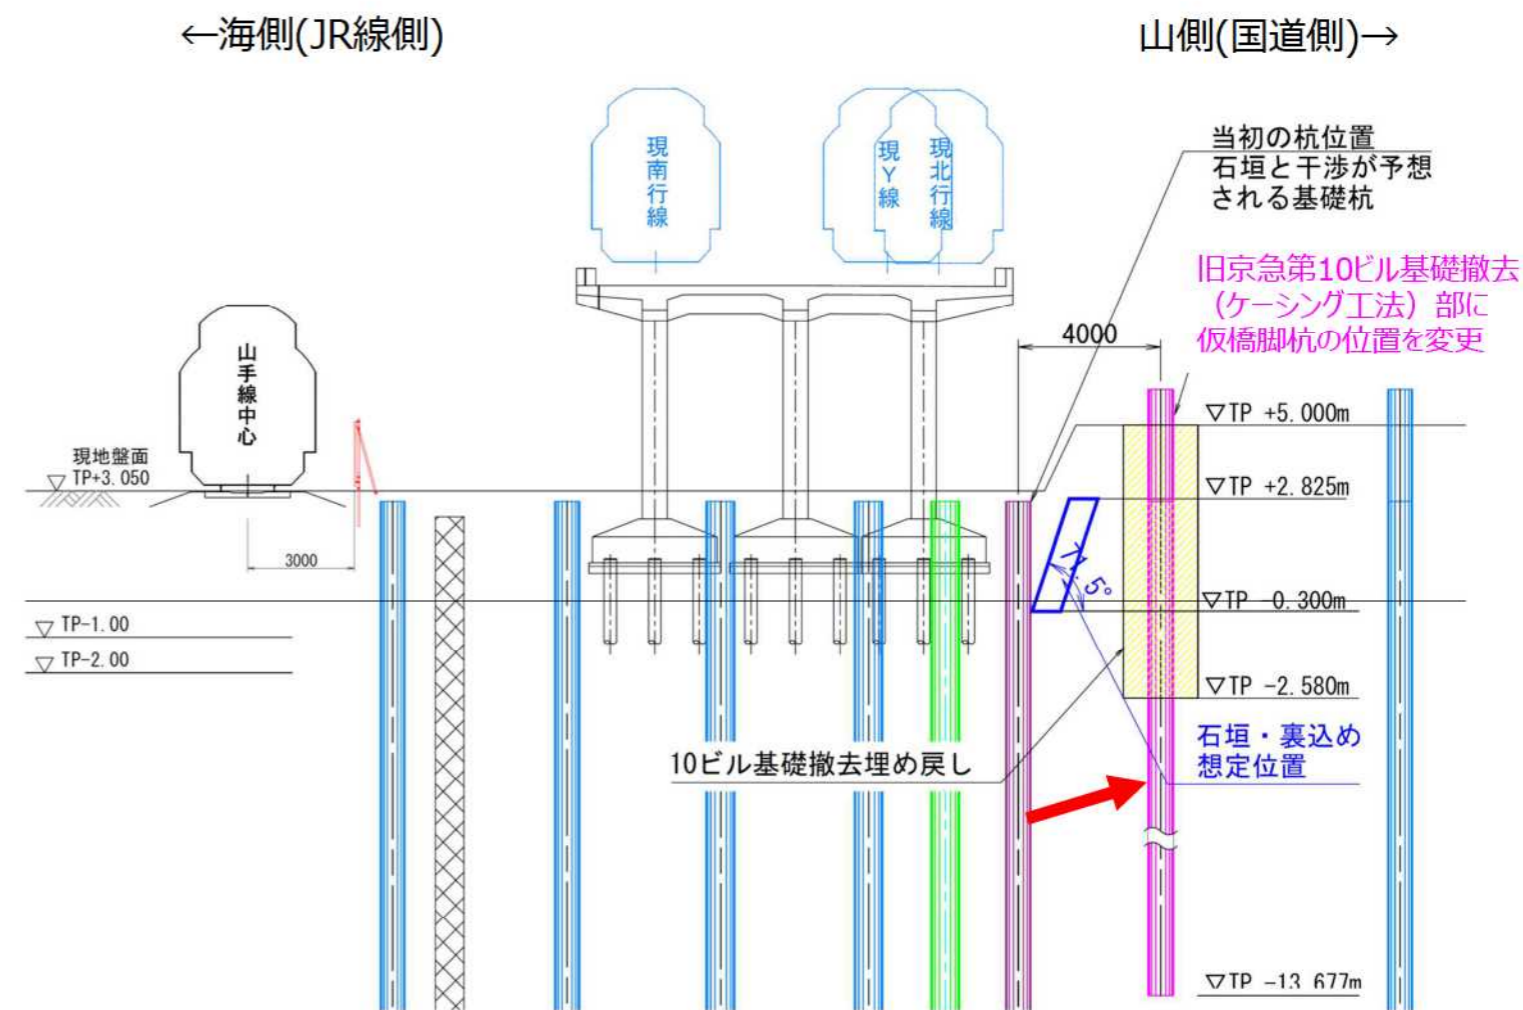 ←海側(JR線側)
山側(国道側)→
現南行線
現Y線
現北行線
当初の杭位置
石垣と干渉が予想
される基礎杭
旧京急第10ビル基礎撤去
(ケーシング工法)部に
仮橋脚杭の位置を変更
4000
山手線中心
現地盤面
▽ TP+3.050
3000
▽TP +5.000m
▽TP +2.825m
71.5°
▽TP -0.300m
▽ TP-1.00
▽ TP-2.00
▽TP -2.580m
10ビル基礎撤去埋め戻し
石垣・裏込め
想定位置
▽TP -13.677m